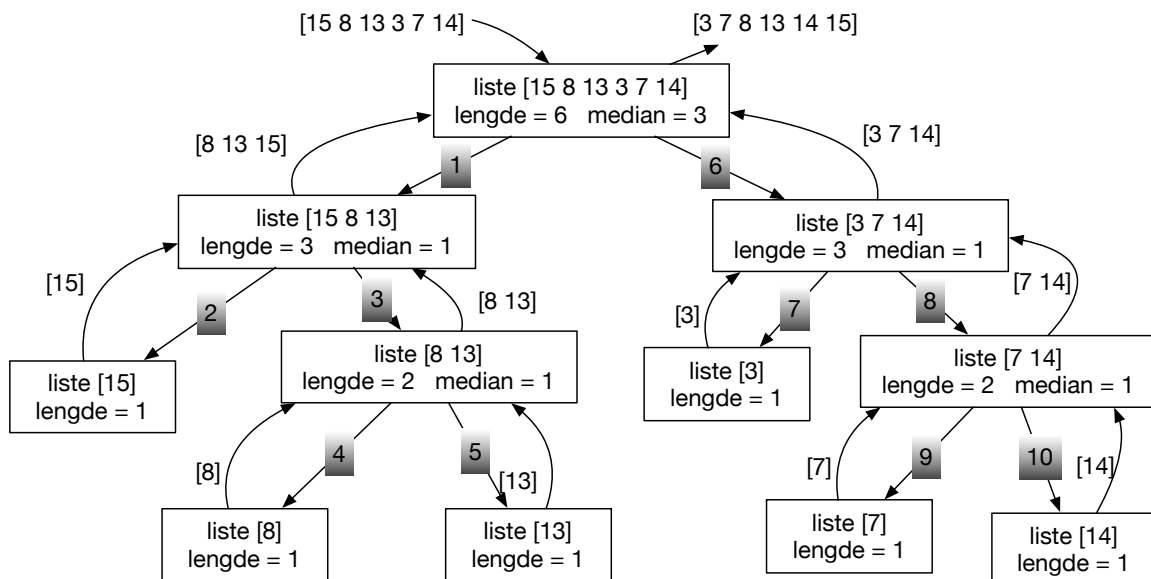 [15 8 13 3 7 14]
[3 7 8 13 14 15]
liste [15 8 13 3 7 14]
lengde = 6 median = 3
[8 13 15]
1
6
[3 7 14]
liste [15 8 13]
lengde = 3 median = 1
liste [3 7 14]
lengde = 3 median = 1
[15]
2
3
[8 13]
[3]
7
8
[7 14]
liste [15]
lengde = 1
liste [8 13]
lengde = 2 median = 1
liste [3]
lengde = 1
liste [7 14]
lengde = 2 median = 1
[8]
4
5
[13]
[7]
9
10
[14]
liste [8]
lengde = 1
liste [13]
lengde = 1
liste [7]
lengde = 1
liste [14]
lengde = 1